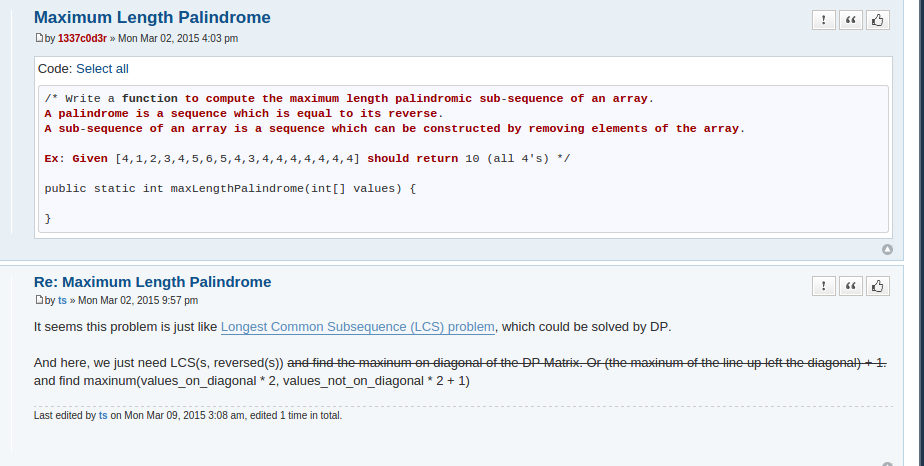 Maximum Length Palindrome
by 1337c0d3r » Mon Mar 02, 2015 4:03 pm
Code: Select all
/* Write a function to compute the maximum length palindromic sub-sequence of an array.
A palindrome is a sequence which is equal to its reverse.
A sub-sequence of an array is a sequence which can be constructed by removing elements of the array.
Ex: Given [4,1,2,3,4,5,6,5,4,3,4,4,4,4,4,4,4] should return 10 (all 4's) */
public static int maxLengthPalindrome(int[] values) {
}
Re: Maximum Length Palindrome
by ts » Mon Mar 02, 2015 9:57 pm
It seems this problem is just like Longest Common Subsequence (LCS) problem, which could be solved by DP.
And here, we just need LCS(s, reversed(s)) and find the maxinum on diagonal of the DP Matrix. Or (the maxinum of the line up left the diagonal) + 1.
and find maxinum(values_on_diagonal * 2, values_not_on_diagonal * 2 + 1)
Last edited by ts on Mon Mar 09, 2015 3:08 am, edited 1 time in total.